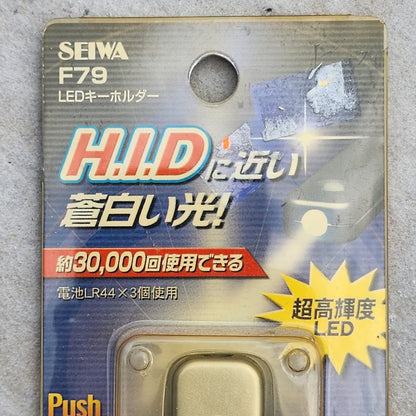 SEIWA
F79
LEDキーホルダー
H.I.Dに近い
蒼白い光!
約30,000回使用できる
電池LR44×3個使用
超高輝度
LED
Push